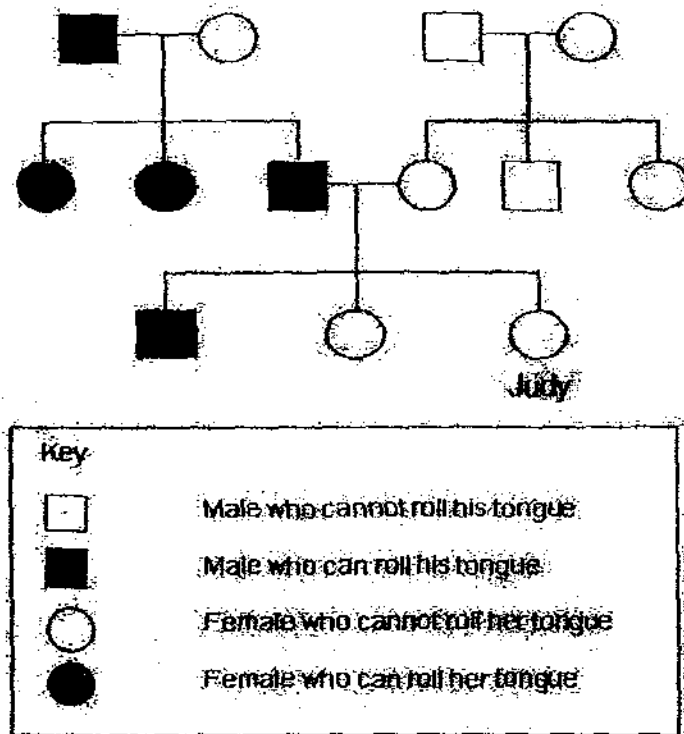 Judy
Key
Male who cannot roll his tongue
Male who can roll his tongue
Female who cannot roll her tongue
Female who can roll her tongue